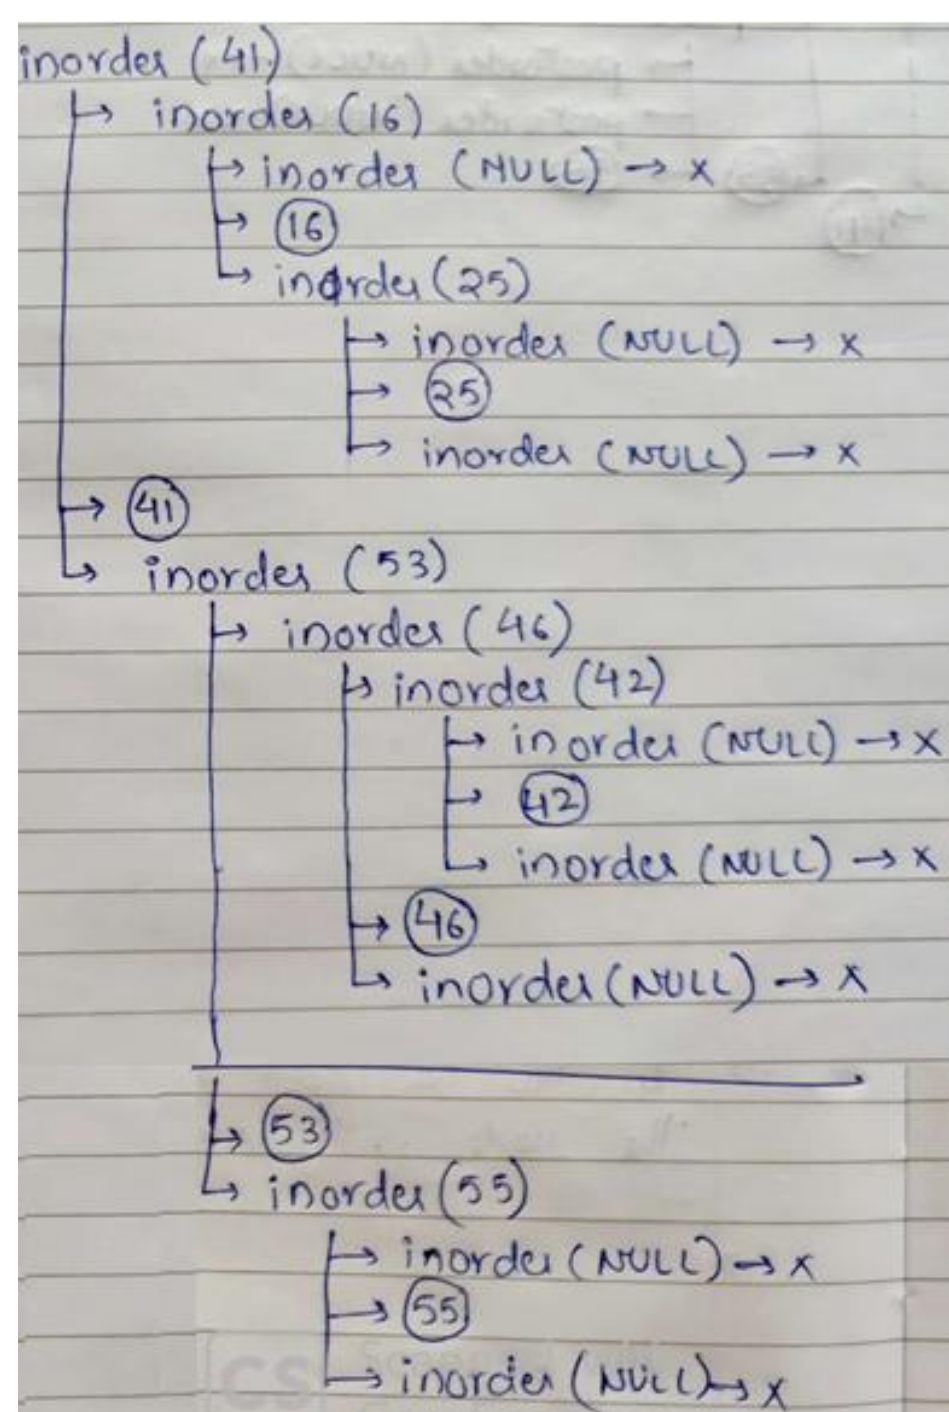 inorder (41)
↳ inorder (16)
↳ inorder (NULL) → x
↳ 16
↳ inorder (25)
↳ inorder (NULL) → x
↳ 25
↳ inorder (NULL) → x
↳ 41
↳ inorder (53)
↳ inorder (46)
↳ inorder (42)
↳ inorder (NULL) → x
↳ 42
↳ inorder (NULL) → x
↳ 46
↳ inorder (NULL) → x
↳ 53
↳ inorder (55)
↳ inorder (NULL) → x
↳ 55
↳ inorder (NULL) → x